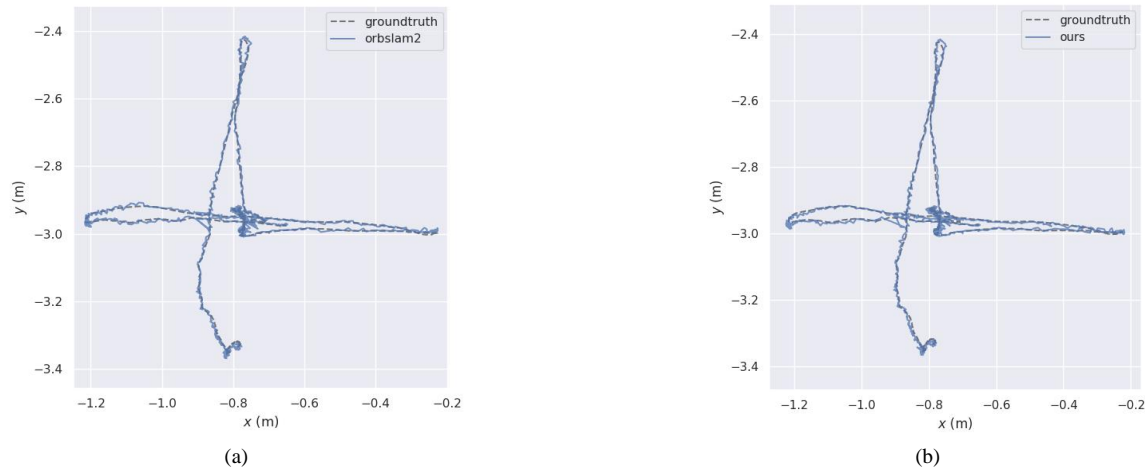 groundtruth
orbslam2
−2.4
−2.6
−2.8
−3.0
−3.2
−3.4
y (m)
−1.2 −1.0 −0.8 −0.6 −0.4 −0.2
x (m)
(a)
groundtruth
ours
−2.4
−2.6
−2.8
−3.0
−3.2
−3.4
y (m)
−1.2 −1.0 −0.8 −0.6 −0.4 −0.2
x (m)
(b)